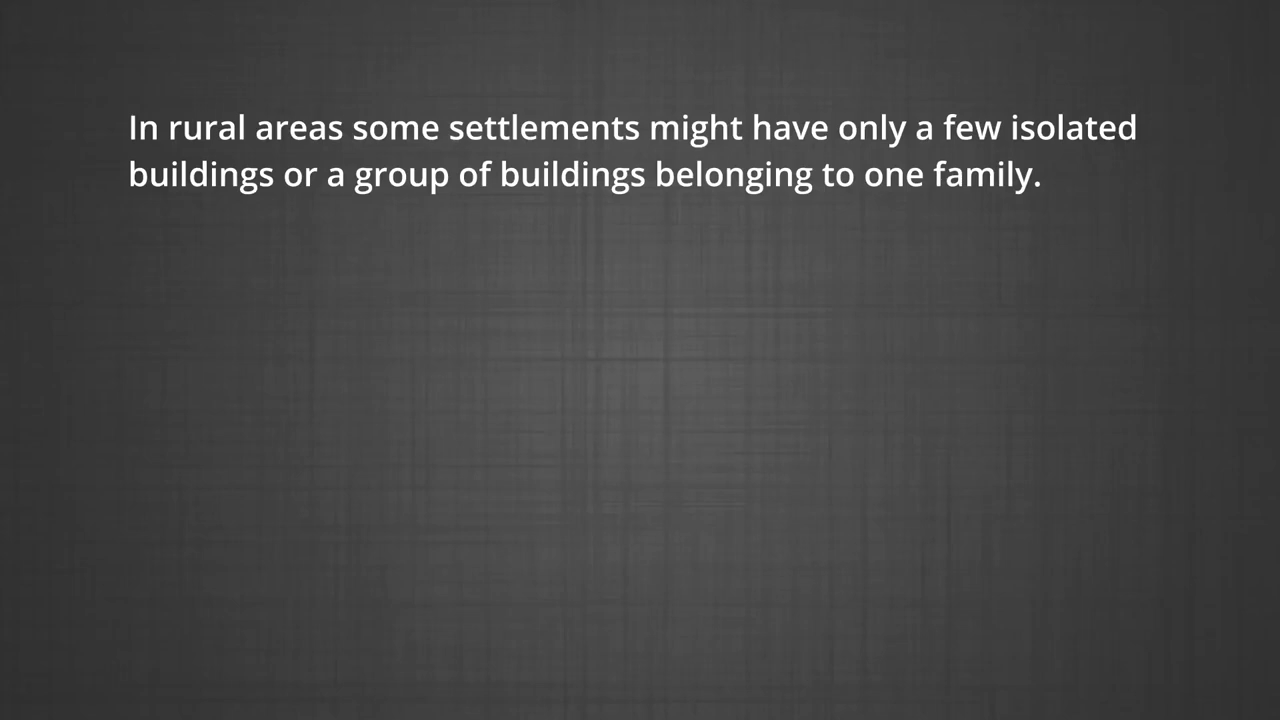 In rural areas some settlements might have only a few isolated
buildings or a group of buildings belonging to one family.